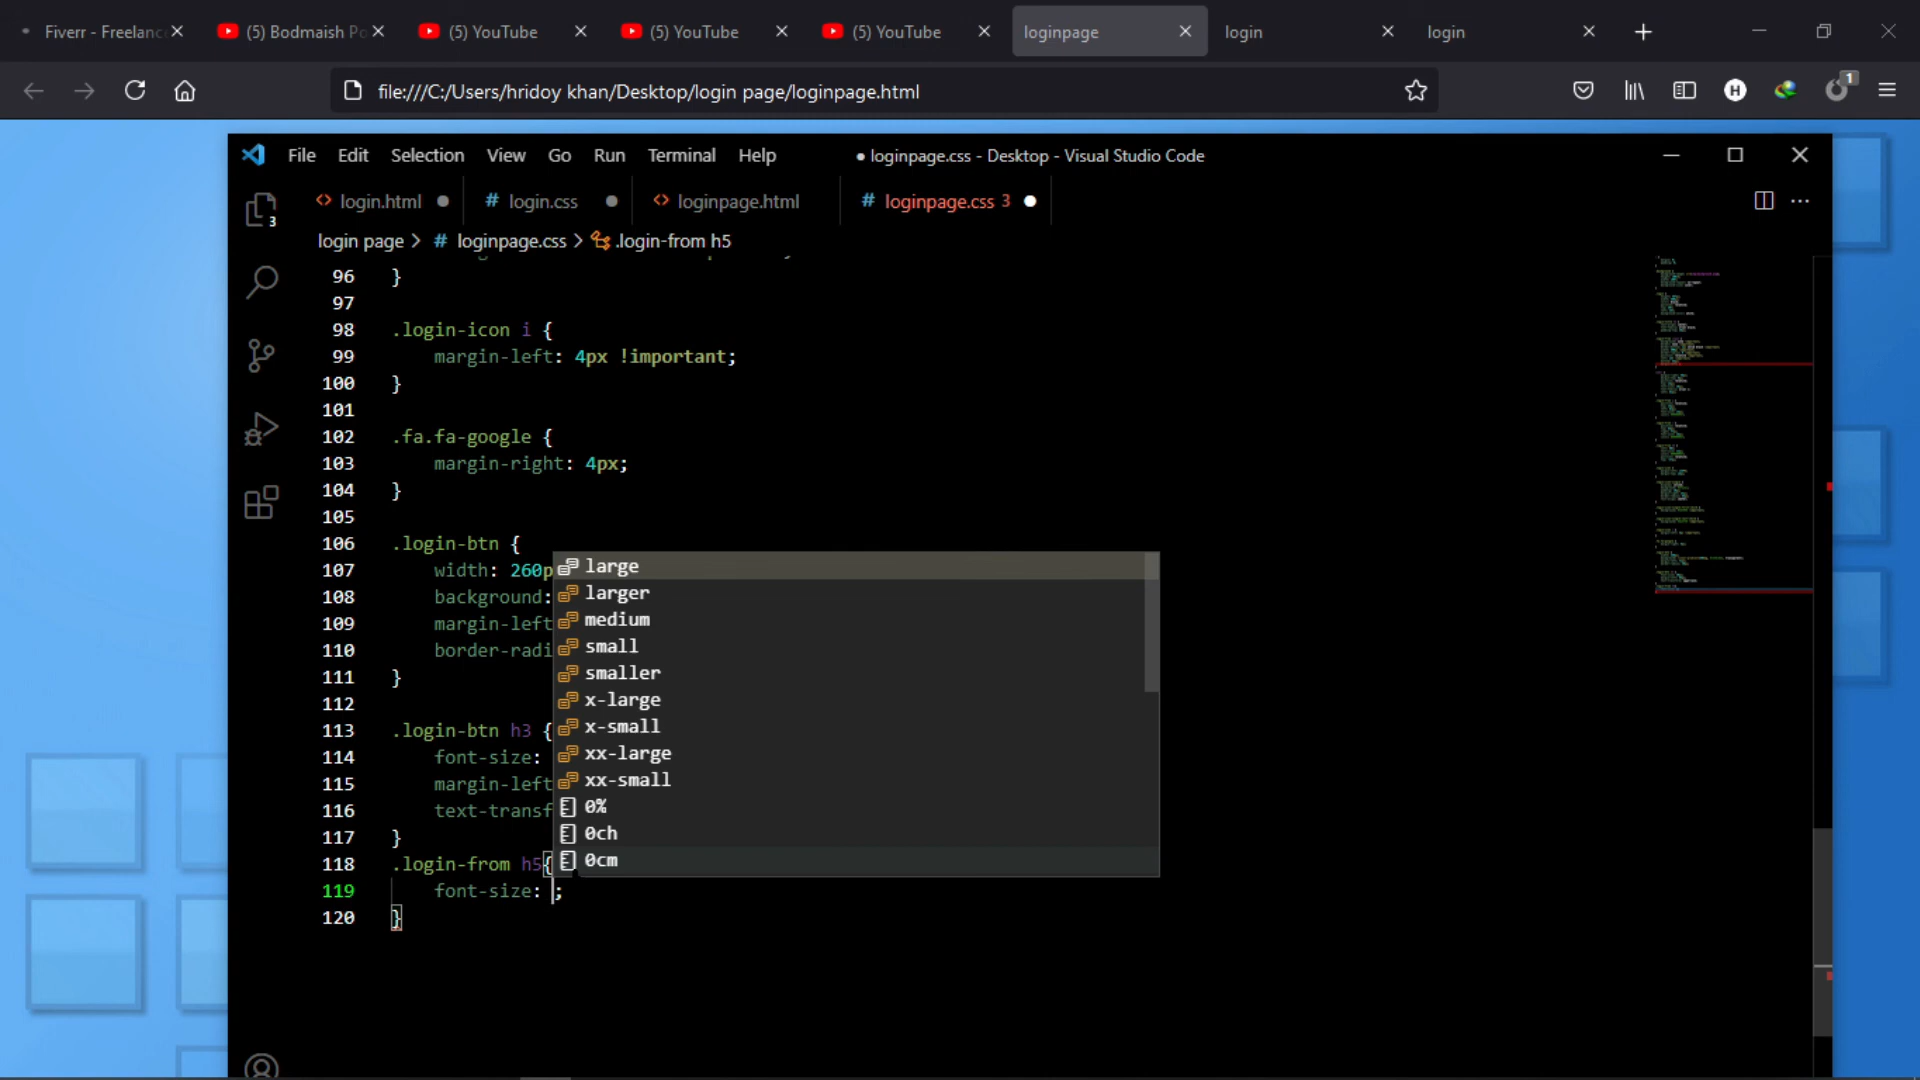 Fiverr - Freelanc
(5) Bodmaish Po
(5) YouTube
(5) YouTube
(5) YouTube
loginpage
login
login
file:///C:/Users/hridoy khan/Desktop/login page/loginpage.html
H
1
File Edit Selection View Go Run Terminal Help
● loginpage.css - Desktop - Visual Studio Code
3
login.html
# login.css
loginpage.html
# loginpage.css 3
login page > # loginpage.css > .login-from h5
96 }
97
98 .login-icon i {
99 margin-left: 4px !important;
100 }
101
102 .fa.fa-google {
103 margin-right: 4px;
104 }
105
106 .login-btn {
107 width: 260p
108 background:
109 margin-left
110 border-radi
111 }
112
113 .login-btn h3 {
114 font-size:
115 margin-left
116 text-transf
117 }
118 .login-from h5{
119 font-size: ;
120 }
large
larger
medium
small
smaller
x-large
x-small
xx-large
xx-small
0%
0ch
0cm